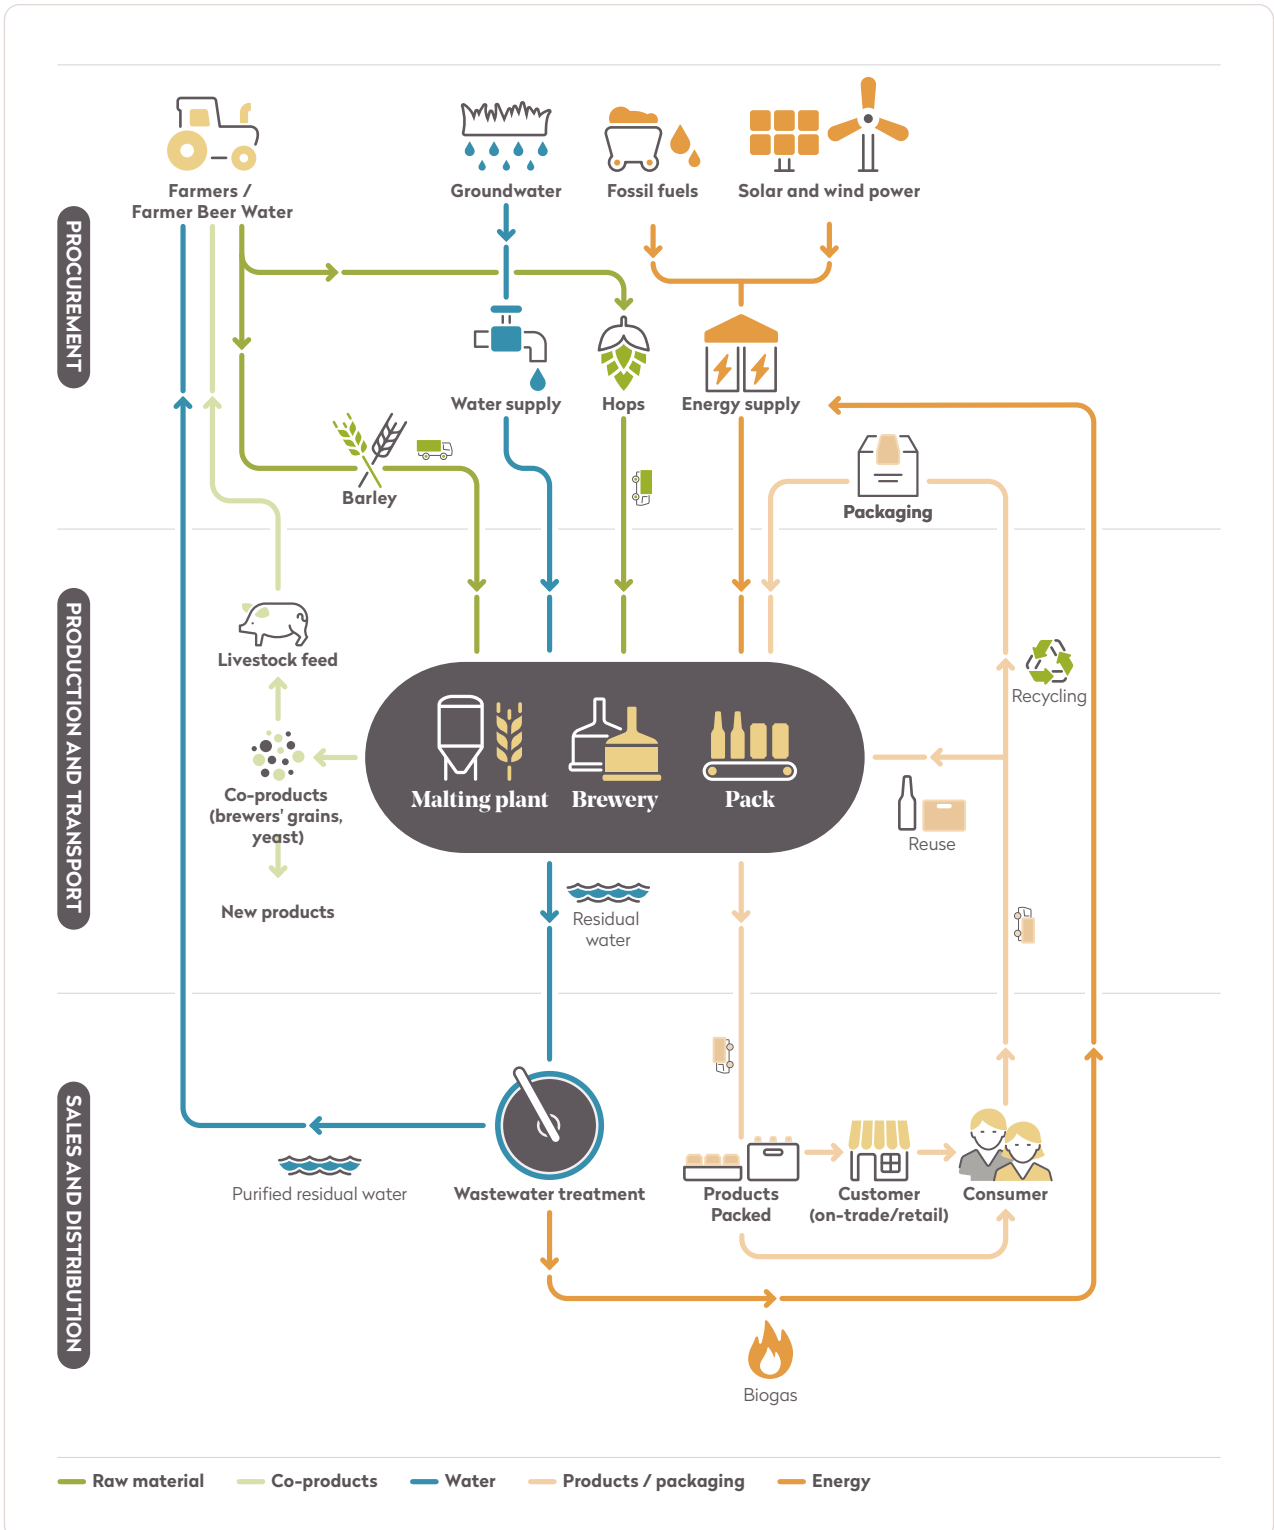 Farmers /
Farmer Beer Water
Groundwater
Fossil fuels
Solar and wind power
PROCUREMENT
Water supply
Hops
Energy supply
Barley
Packaging
PRODUCTION AND TRANSPORT
Livestock feed
Recycling
Co-products
(brewers' grains,
yeast)
Malting plant
Brewery
Pack
Reuse
New products
Residual
water
SALES AND DISTRIBUTION
Purified residual water
Wastewater treatment
Products
Packed
Customer
(on-trade/retail)
Consumer
Biogas
Raw material
Co-products
Water
Products / packaging
Energy